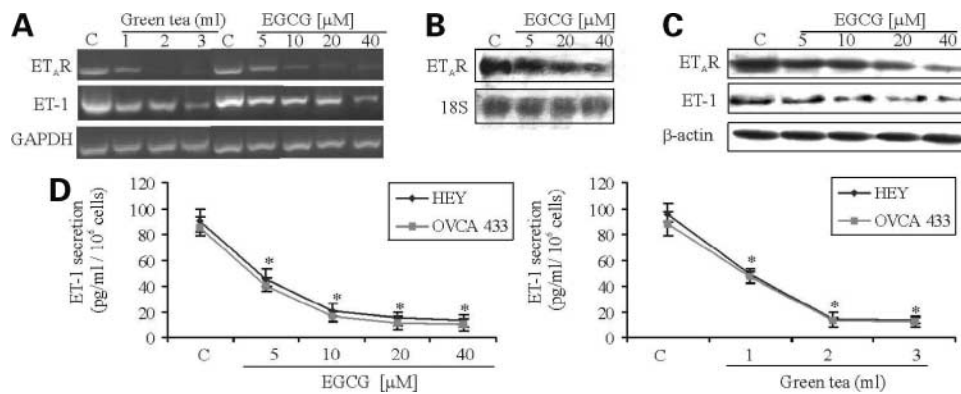 A
Green tea (ml)
EGCG [μM]
C 1 2 3 C 5 10 20 40
ET_AR
ET-1
GAPDH
B
EGCG [μM]
C 5 20 40
ET_AR
18S
C
EGCG [μM]
C 5 10 20 40
ET_AR
ET-1
β-actin
D
ET-1 secretion
(pg/ml / 10⁶ cells)
120
100
80
60
40
20
0
HEY
OVCA 433
* * * *
C 5 10 20 40
EGCG [μM]
ET-1 secretion
(pg/ml/ 10⁶ cells)
120
100
80
60
40
20
0
HEY
OVCA 433
* * *
C 1 2 3
Green tea (ml)